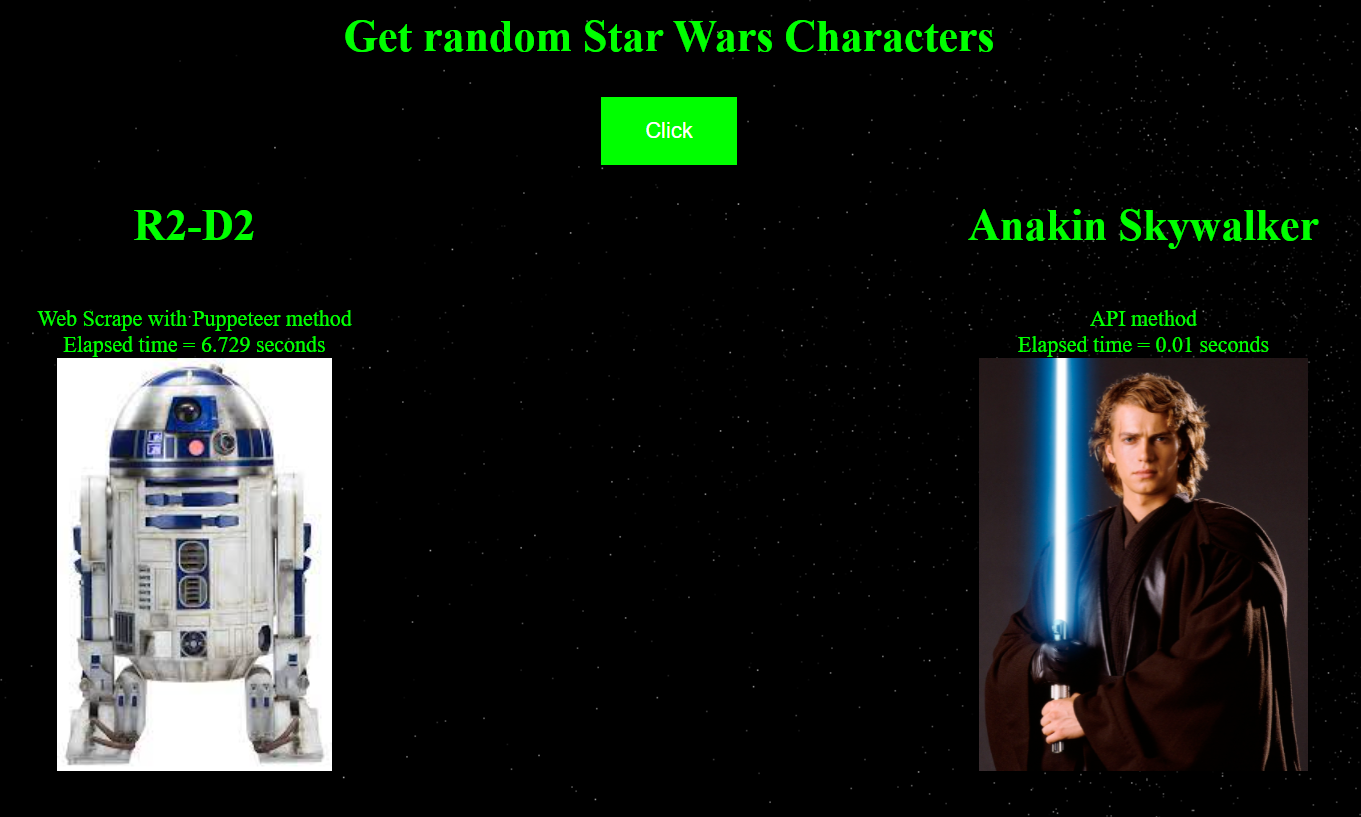 Get random Star Wars Characters
Click
R2-D2
Web Scrape with Puppeteer method
Elapsed time = 6.729 seconds
Anakin Skywalker
API method
Elapsed time = 0.01 seconds